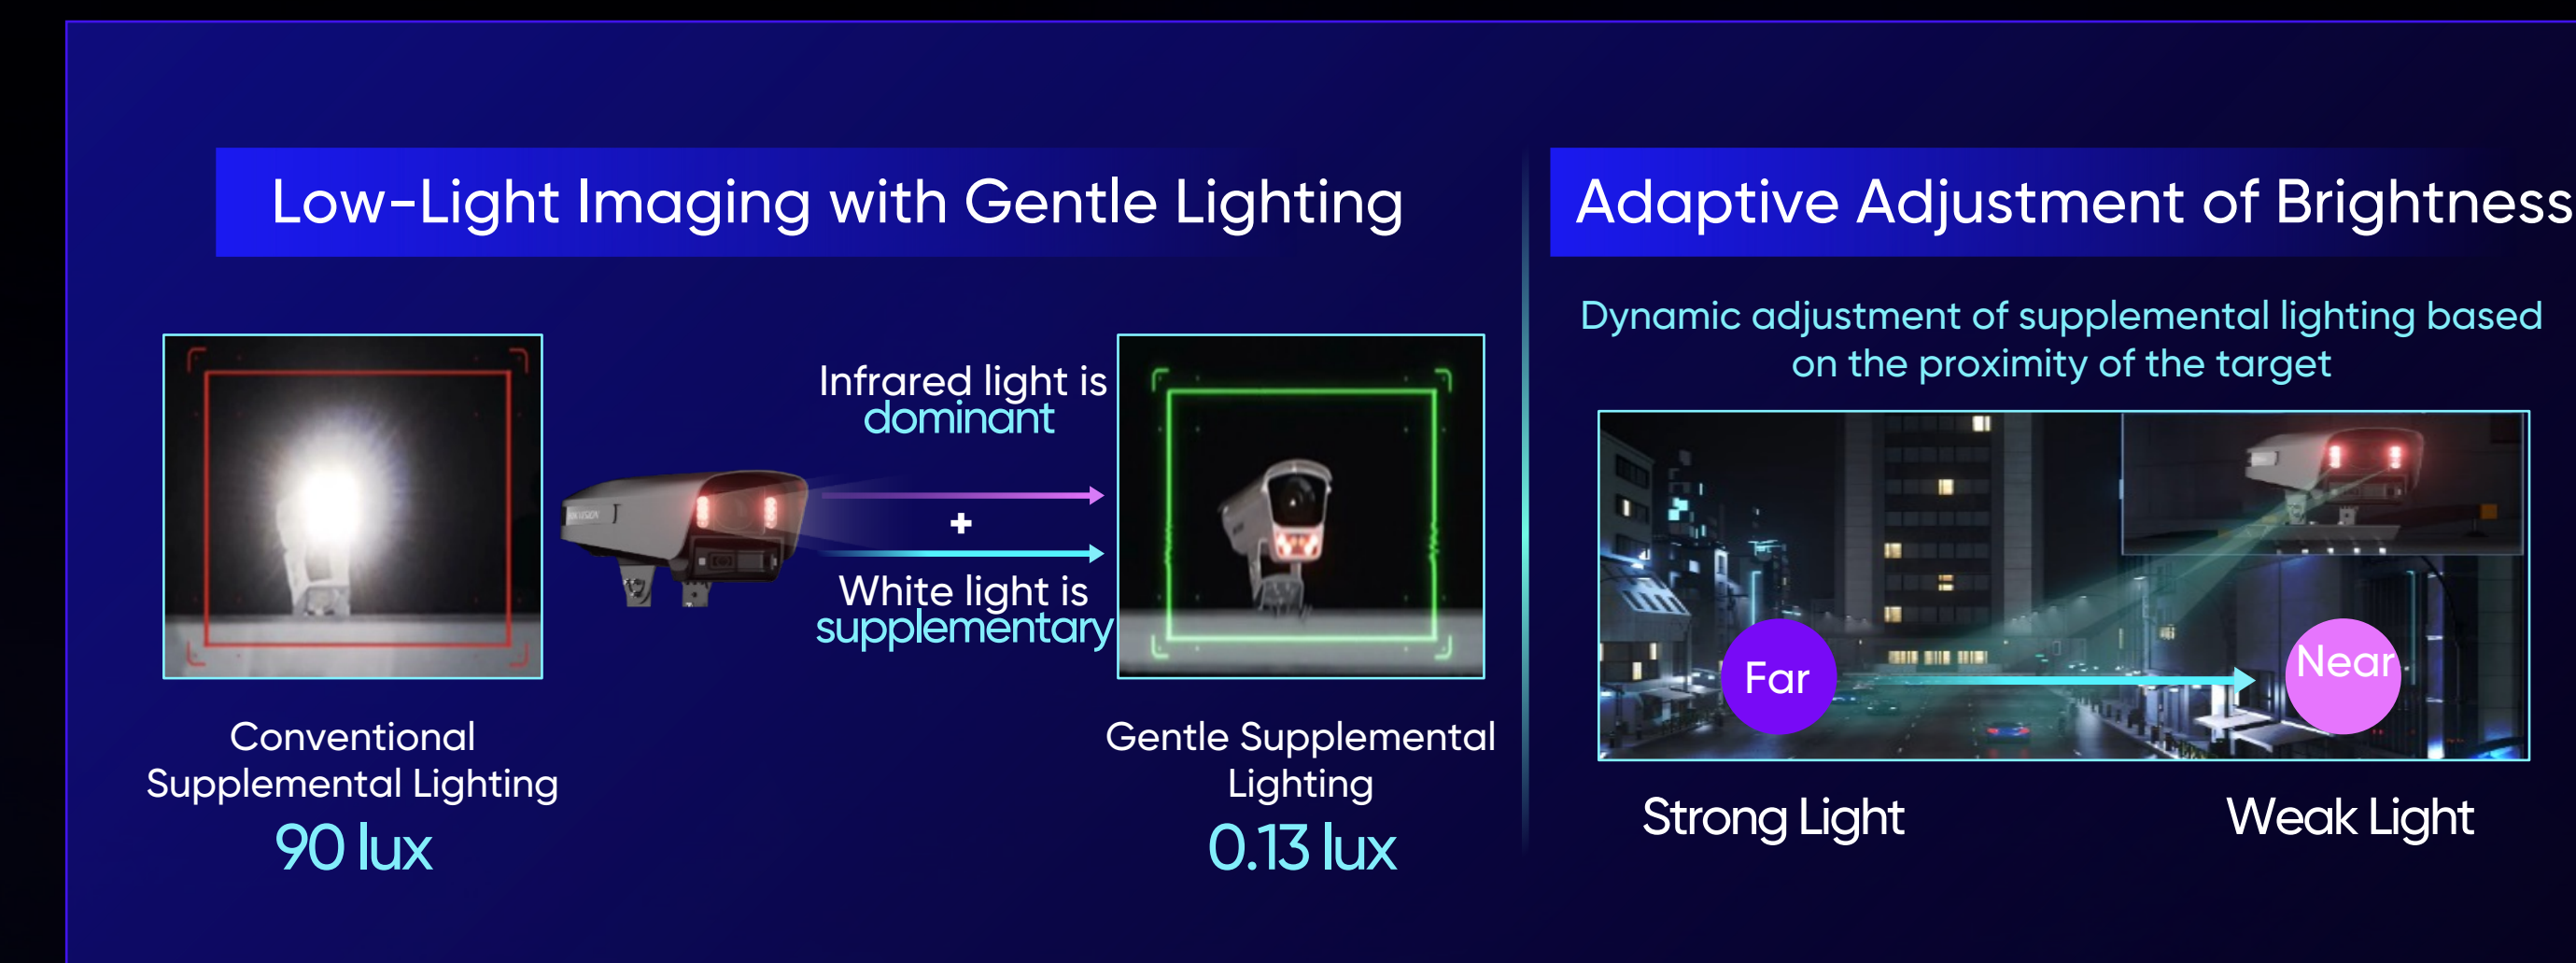 Low-Light Imaging with Gentle Lighting
Infrared light is
dominant
+
White light is
supplementary
HIKVISION
Conventional
Supplemental Lighting
90 lux
Gentle Supplemental
Lighting
0.13 lux
Adaptive Adjustment of Brightness
Dynamic adjustment of supplemental lighting based
on the proximity of the target
Far
Near
Strong Light
Weak Light